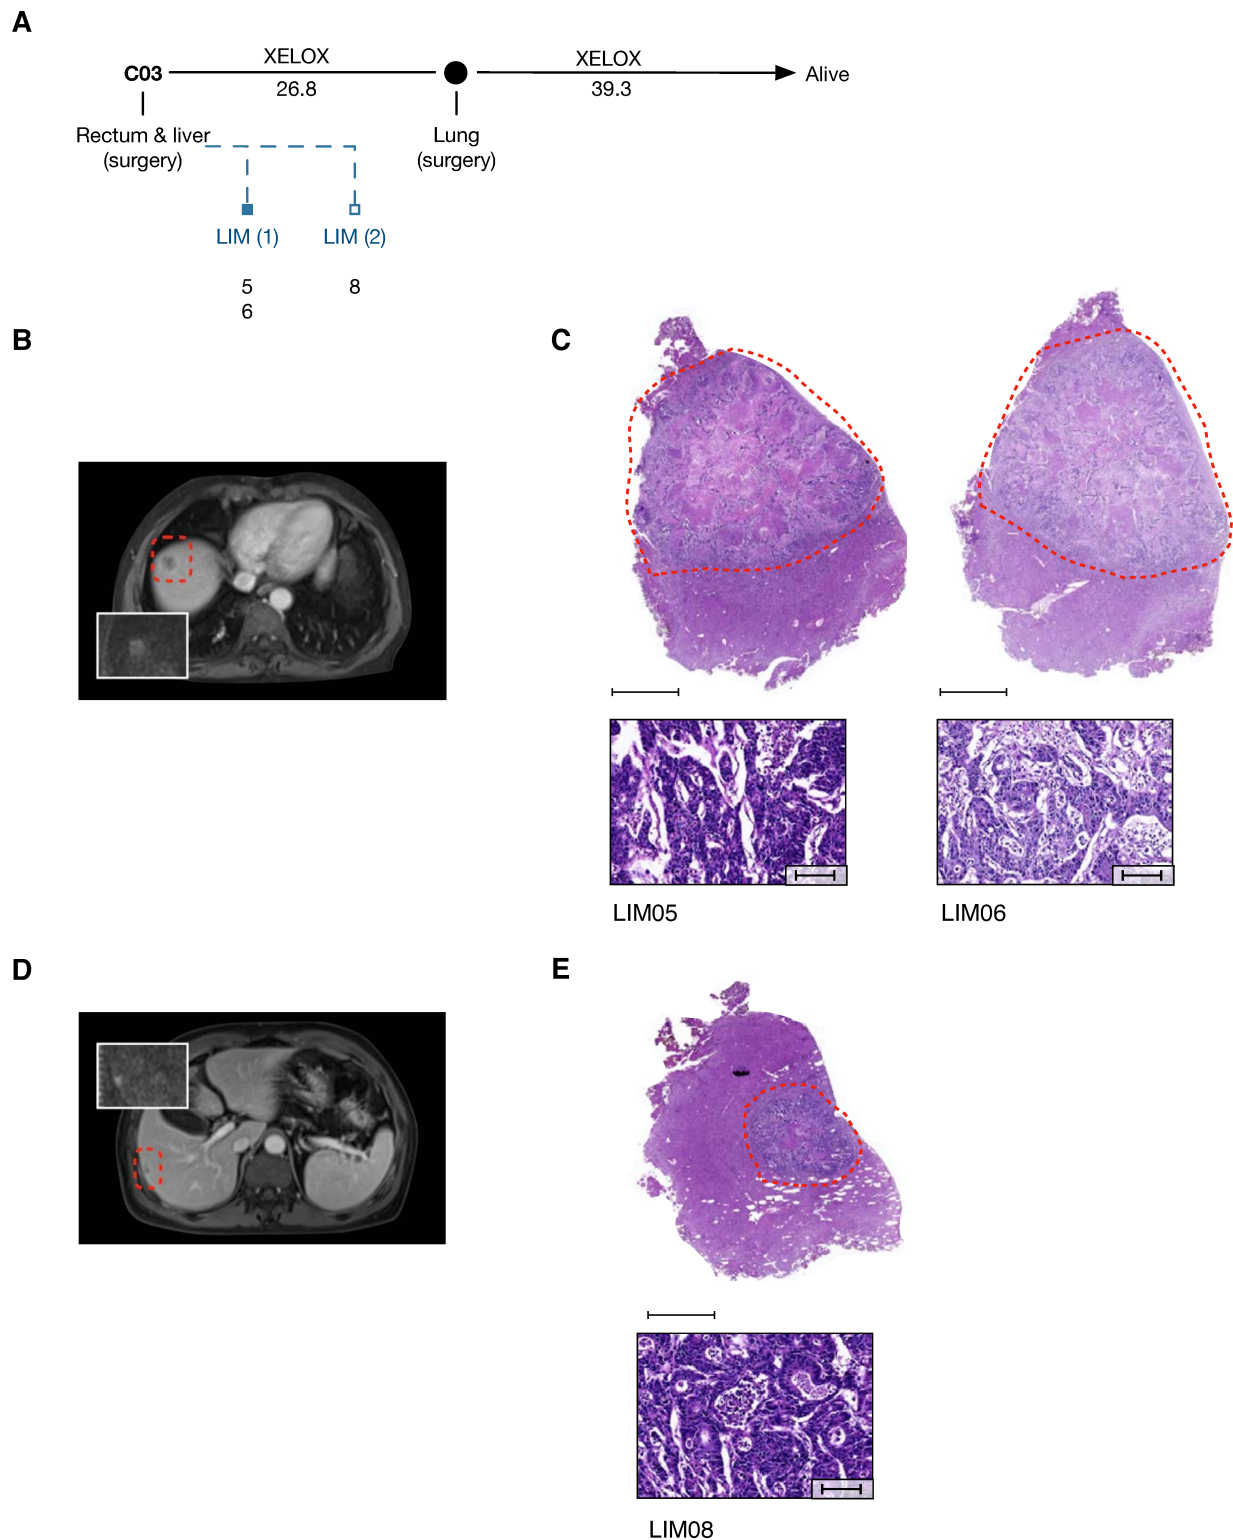 A
XELOX
XELOX
C03
Alive
26.8
39.3
Rectum & liver
(surgery)
Lung
(surgery)
LIM (1)
LIM (2)
5
8
6
B
C
LIM05
LIM06
D
E
LIM08